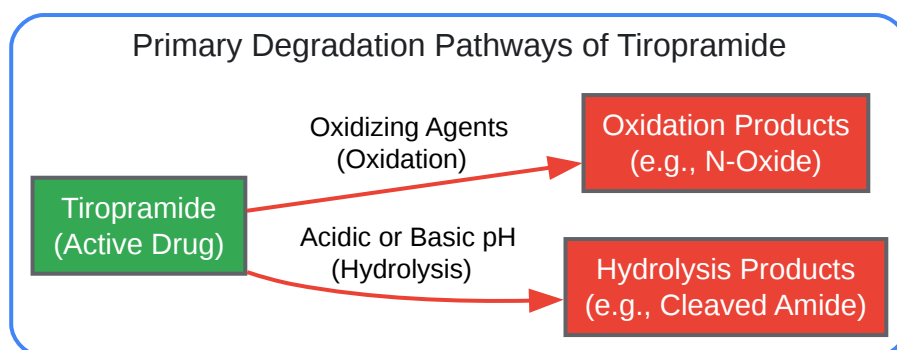 Primary Degradation Pathways of Tiropramide
Oxidizing Agents
(Oxidation)
Oxidation Products
(e.g., N-Oxide)
Tiropramide
(Active Drug)
Acidic or Basic pH
(Hydrolysis)
Hydrolysis Products
(e.g., Cleaved Amide)